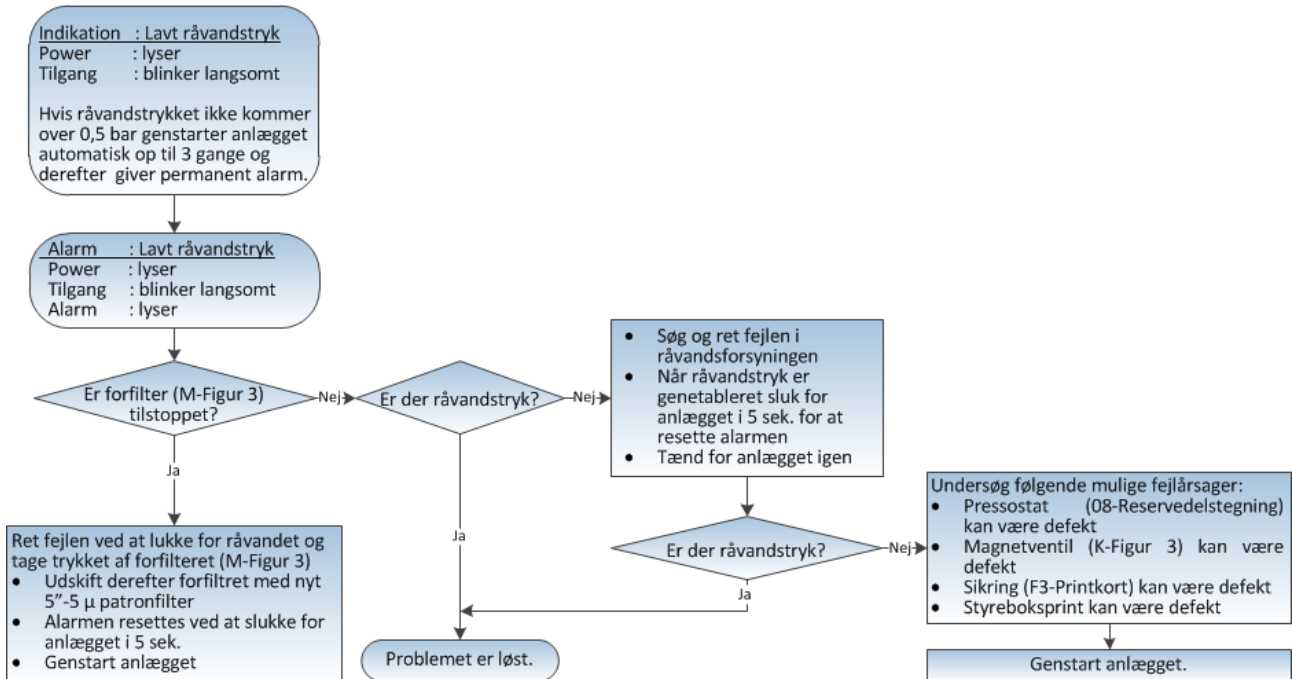 Indikation : Lavt råvandstryk
Power : lyser
Tilgang : blinker langsomt
Hvis råvandstrykket ikke kommer
over 0,5 bar genstarter anlægget
automatisk op til 3 gange og
derefter giver permanent alarm.
Alarm : Lavt råvandstryk
Power : lyser
Tilgang : blinker langsomt
Alarm : lyser
Er forfilter (M-Figur 3)
tilstoppet?
Nej
Ja
Ret fejlen ved at lukke for råvandet og
tage trykket af forfilteret (M-Figur 3)
• Udskift derefter forfiltret med nyt
5”-5 µ patronfilter
• Alarmen resettes ved at slukke for
anlægget i 5 sek.
• Genstart anlægget
Er der råvandstryk?
Nej
Ja
• Søg og ret fejlen i
råvandsforsyningen
• Når råvandstryk er
genetableret sluk for
anlægget i 5 sek. for at
resette alarmen
• Tænd for anlægget igen
Er der råvandstryk?
Nej
Ja
Problemet er løst.
Undersøg følgende mulige fejlårsager:
• Pressostat (08-Reservedelstegning)
kan være defekt
• Magnetventil (K-Figur 3) kan være
defekt
• Sikring (F3-Printkort) kan være defekt
• Styreboksprint kan være defekt
Genstart anlægget.